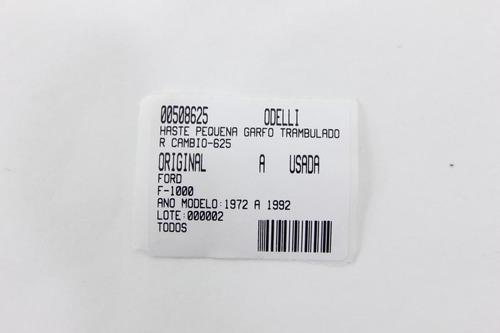 00508625 ODELLI
HASTE PEQUENA GARFO TRAMBULADO
R CAMBIO-625
ORIGINAL A USADA
FORD
F-1000
ANO MODELO:1972 A 1992
LOTE:000002
TODOS